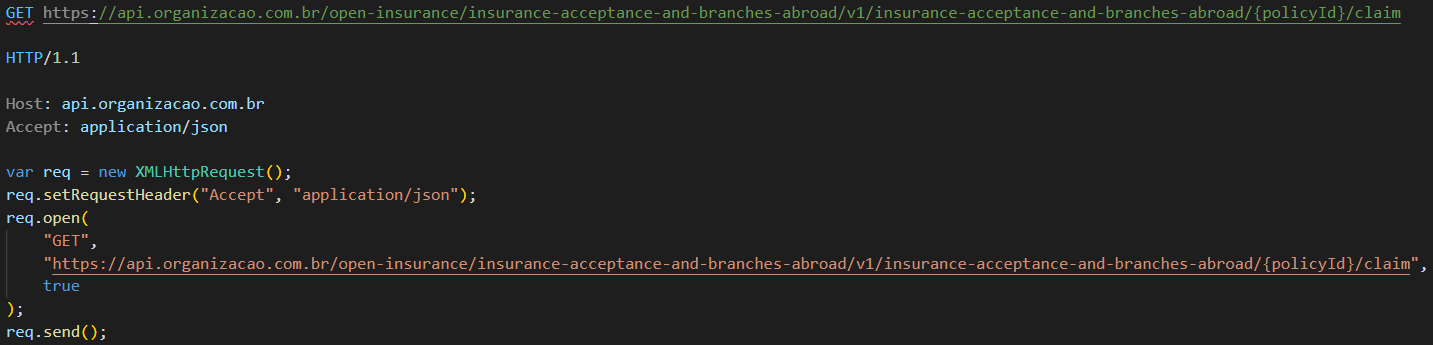 GET https://api.organizacao.com.br/open-insurance/insurance-acceptance-and-branches-abroad/v1/insurance-acceptance-and-branches-abroad/{policyId}/claim
HTTP/1.1
Host: api.organizacao.com.br
Accept: application/json
var req = new XMLHttpRequest();
req.setRequestHeader("Accept", "application/json");
req.open(
"GET",
"https://api.organizacao.com.br/open-insurance/insurance-acceptance-and-branches-abroad/v1/insurance-acceptance-and-branches-abroad/{policyId}/claim",
true
);
req.send();